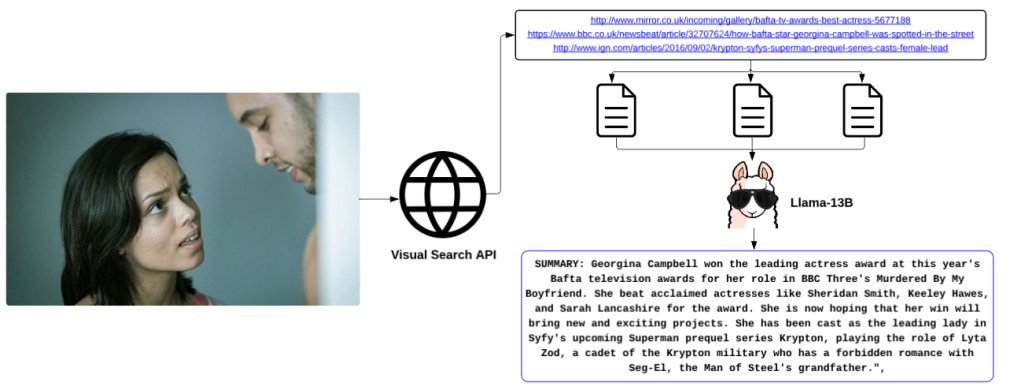 http://www.mirror.co.uk/incoming/gallery/bafta-tv-awards-best-actress-5677188
https://www.bbc.co.uk/newsbeat/article/32707624/how-bafta-star-georgina-campbell-was-spotted-in-the-street
http://www.ign.com/articles/2016/09/02/krypton-syfys-superman-prequel-series-casts-female-lead
Visual Search API
Llama-13B
SUMMARY: Georgina Campbell won the leading actress award at this year's
Bafta television awards for her role in BBC Three's Murdered By My
Boyfriend. She beat acclaimed actresses like Sheridan Smith, Keeley Hawes,
and Sarah Lancashire for the award. She is now hoping that her win will
bring new and exciting projects. She has been cast as the leading lady in
Syfy's upcoming Superman prequel series Krypton, playing the role of Lyta
Zod, a cadet of the Krypton military who has a forbidden romance with
Seg-El, the Man of Steel's grandfather.",